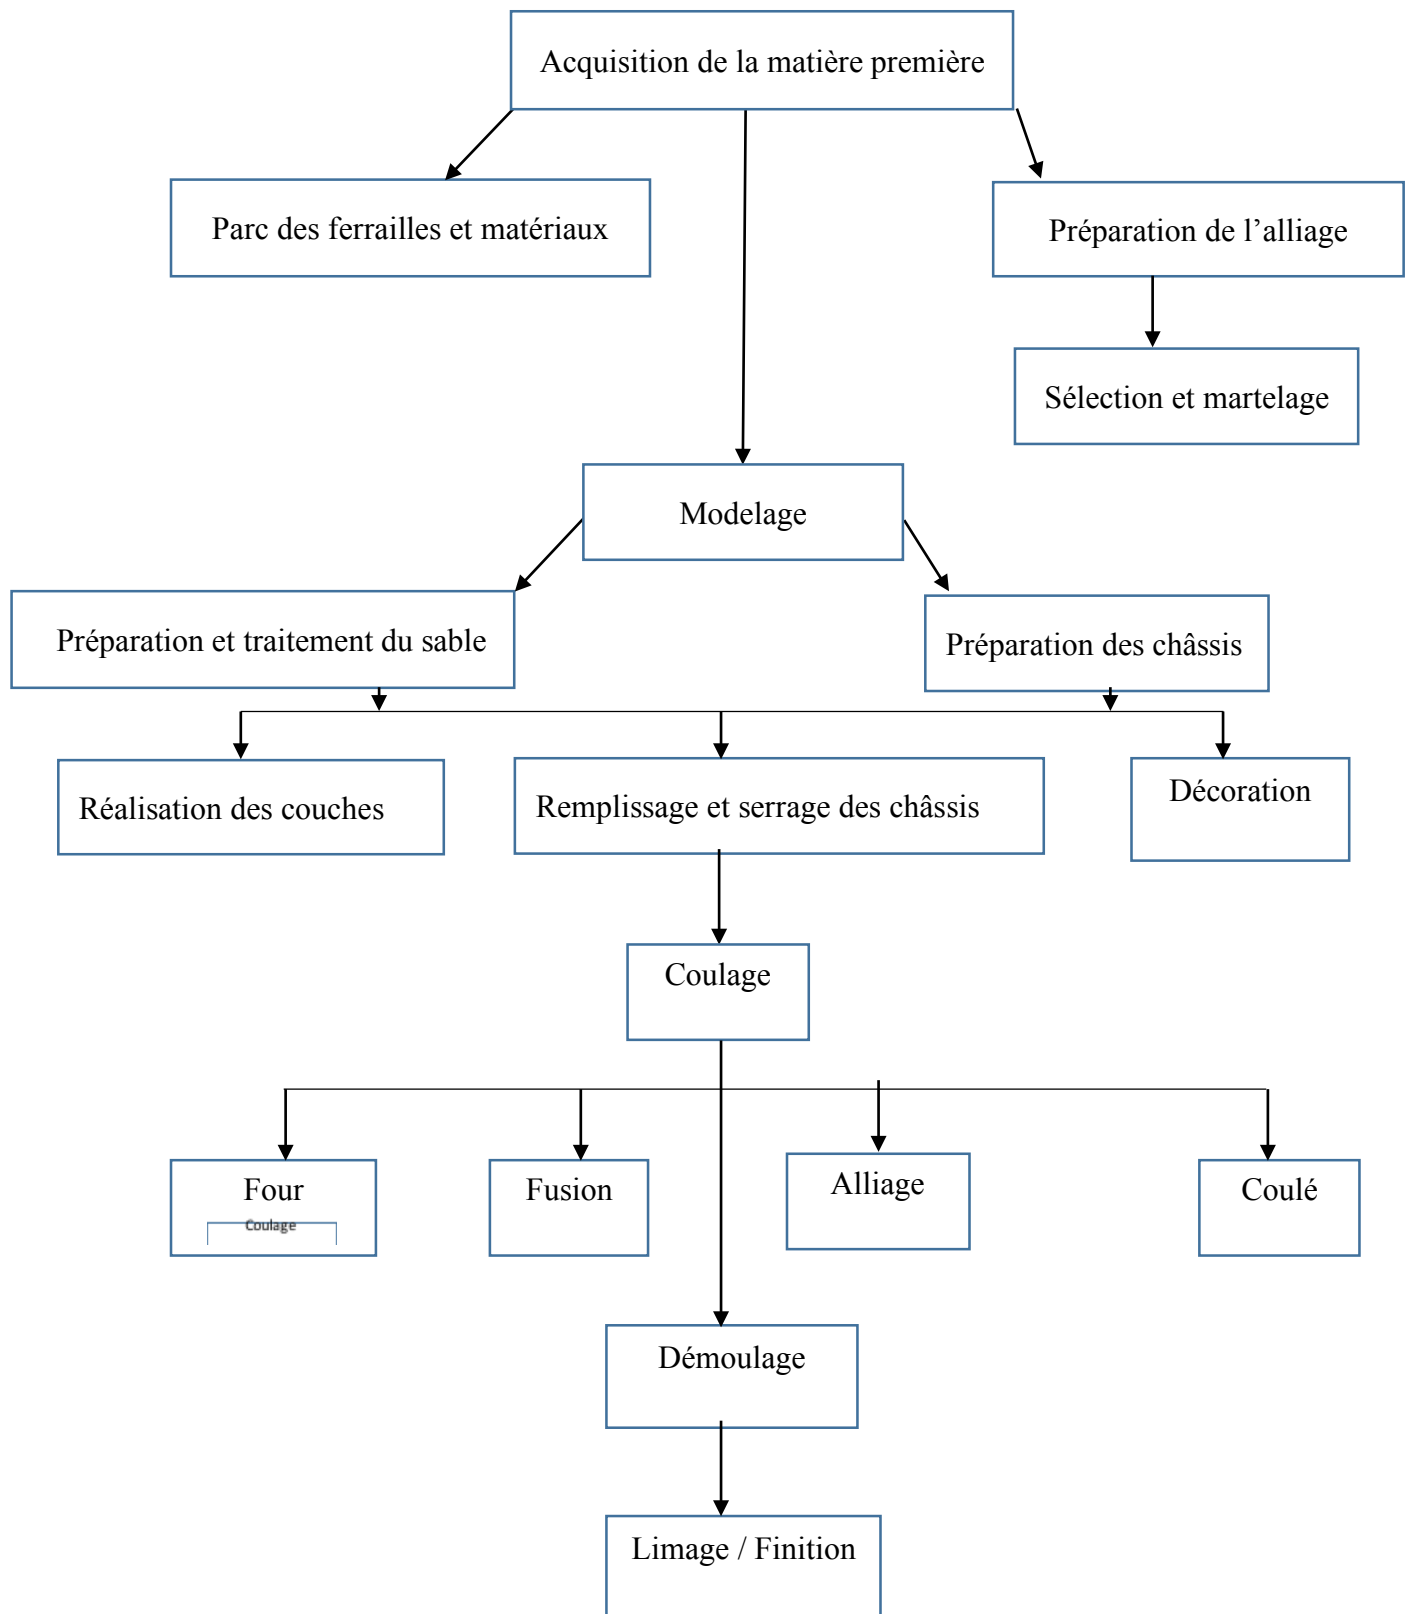 Acquisition de la matière première
Parc des ferrailles et matériaux
Préparation de l’alliage
Sélection et martelage
Modelage
Préparation et traitement du sable
Préparation des châssis
Réalisation des couches
Remplissage et serrage des châssis
Décoration
Coulage
Four
Coulage
Fusion
Alliage
Coulé
Démoulage
Limage / Finition